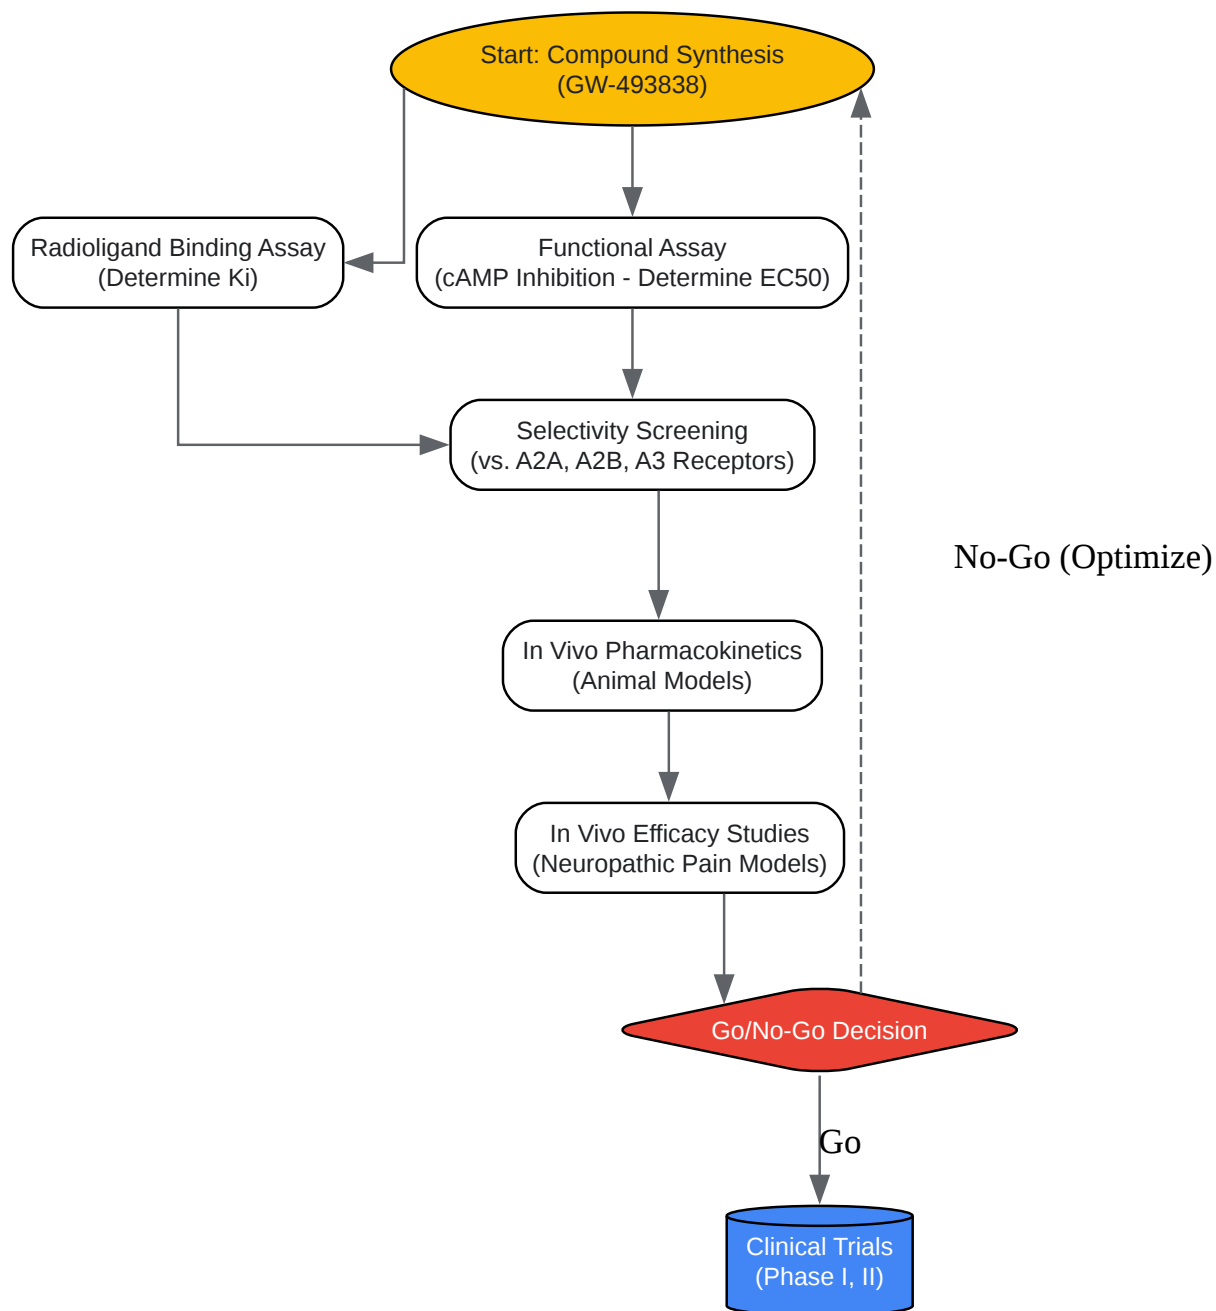 Start: Compound Synthesis
(GW-493838)
Radioligand Binding Assay
(Determine Ki)
Functional Assay
(cAMP Inhibition - Determine EC50)
Selectivity Screening
(vs. A2A, A2B, A3 Receptors)
No-Go (Optimize)
In Vivo Pharmacokinetics
(Animal Models)
In Vivo Efficacy Studies
(Neuropathic Pain Models)
Go/No-Go Decision
Go
Clinical Trials
(Phase I, II)